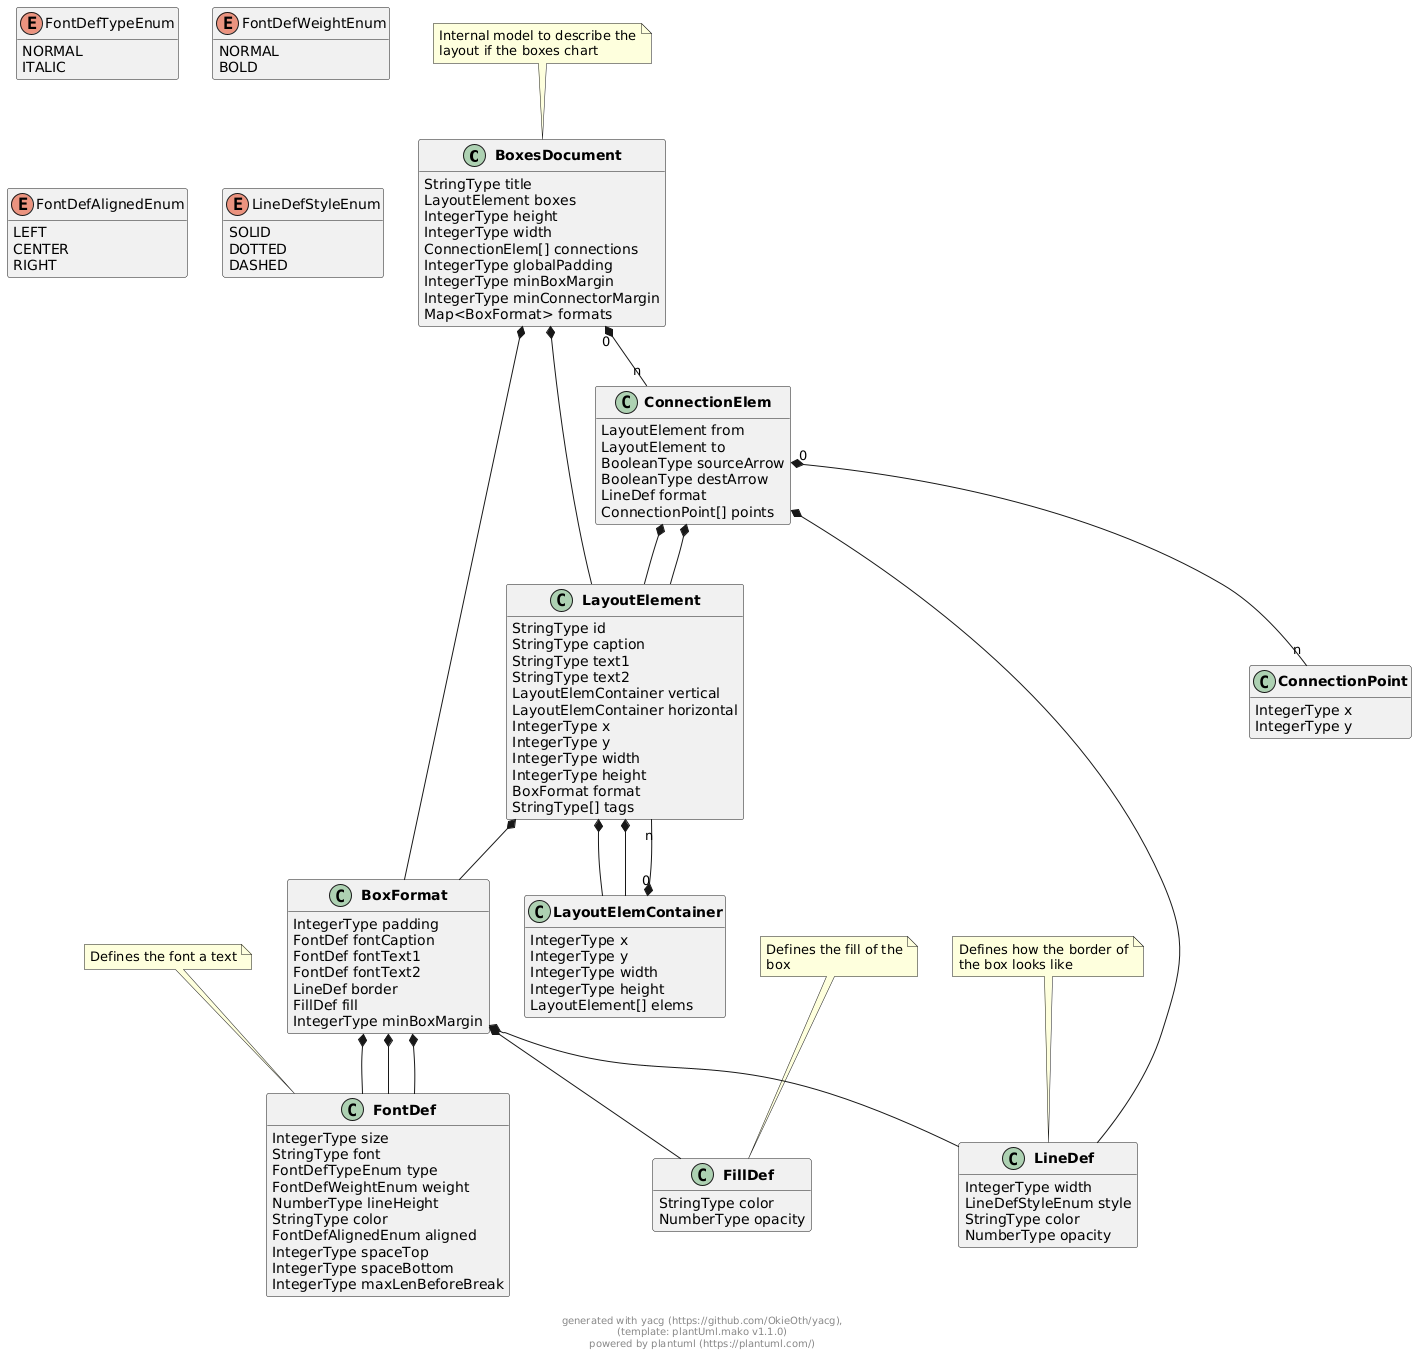 E FontDefTypeEnum
NORMAL
ITALIC
E FontDefWeightEnum
NORMAL
BOLD
Internal model to describe the
layout if the boxes chart
C BoxesDocument
StringType title
LayoutElement boxes
IntegerType height
IntegerType width
ConnectionElem[] connections
IntegerType globalPadding
IntegerType minBoxMargin
IntegerType minConnectorMargin
Map<BoxFormat> formats
E FontDefAlignedEnum
LEFT
CENTER
RIGHT
E LineDefStyleEnum
SOLID
DOTTED
DASHED
0
n
C ConnectionElem
LayoutElement from
LayoutElement to
BooleanType sourceArrow
BooleanType destArrow
LineDef format
ConnectionPoint[] points
0
n
C LayoutElement
StringType id
StringType caption
StringType text1
StringType text2
LayoutElemContainer vertical
LayoutElemContainer horizontal
IntegerType x
IntegerType y
IntegerType width
IntegerType height
BoxFormat format
StringType[] tags
C ConnectionPoint
IntegerType x
IntegerType y
n
0
C BoxFormat
IntegerType padding
FontDef fontCaption
FontDef fontText1
FontDef fontText2
LineDef border
FillDef fill
IntegerType minBoxMargin
C LayoutElemContainer
IntegerType x
IntegerType y
IntegerType width
IntegerType height
LayoutElement[] elems
Defines the font a text
Defines the fill of the
box
Defines how the border of
the box looks like
C FontDef
IntegerType size
StringType font
FontDefTypeEnum type
FontDefWeightEnum weight
NumberType lineHeight
StringType color
FontDefAlignedEnum aligned
IntegerType spaceTop
IntegerType spaceBottom
IntegerType maxLenBeforeBreak
C FillDef
StringType color
NumberType opacity
C LineDef
IntegerType width
LineDefStyleEnum style
StringType color
NumberType opacity
generated with yacg (https://github.com/OkieOth/yacg),
(template: plantUml.mako v1.1.0)
powered by plantuml (https://plantuml.com/)